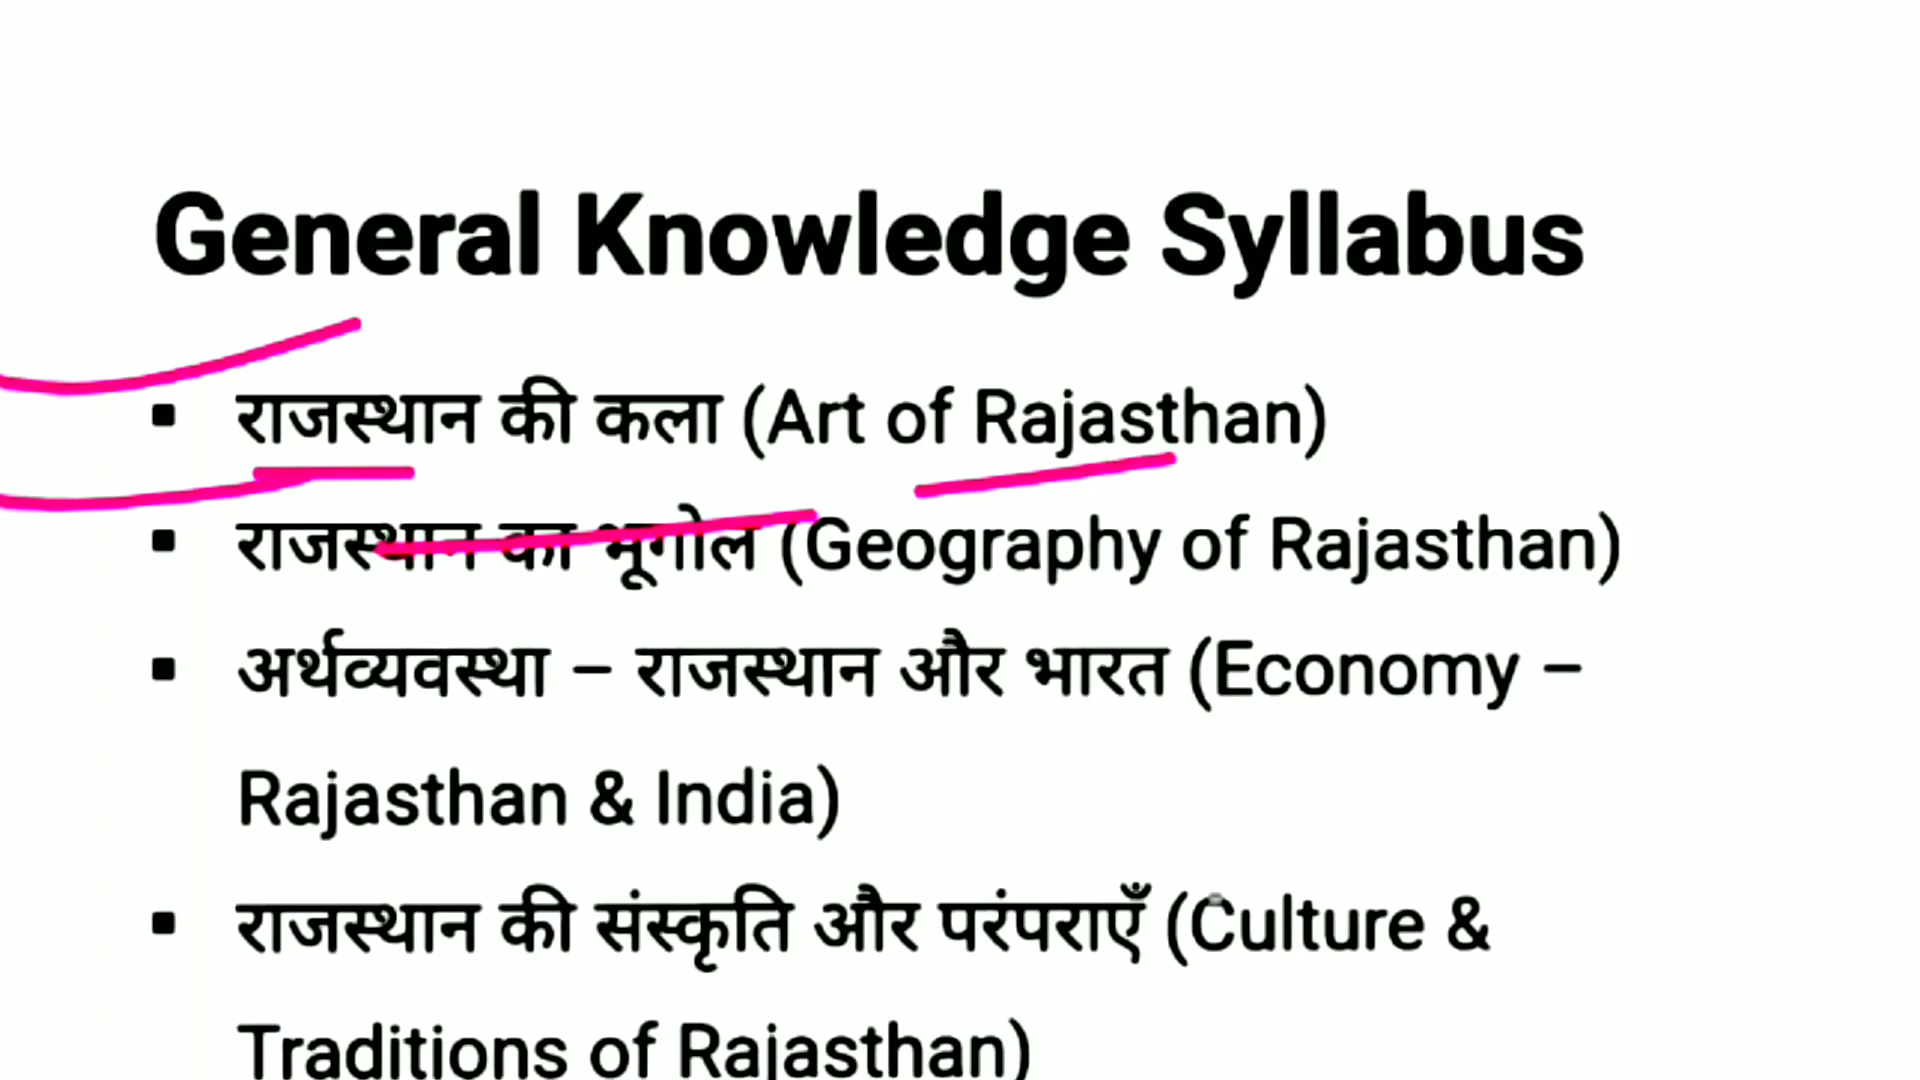 General Knowledge Syllabus
▪ राजस्थान की कला (Art of Rajasthan)
▪ राजस्थान का भूगोल (Geography of Rajasthan)
▪ अर्थव्यवस्था – राजस्थान और भारत (Economy –
Rajasthan & India)
▪ राजस्थान की संस्कृति और परंपराएँ (Culture &
Traditions of Rajasthan)